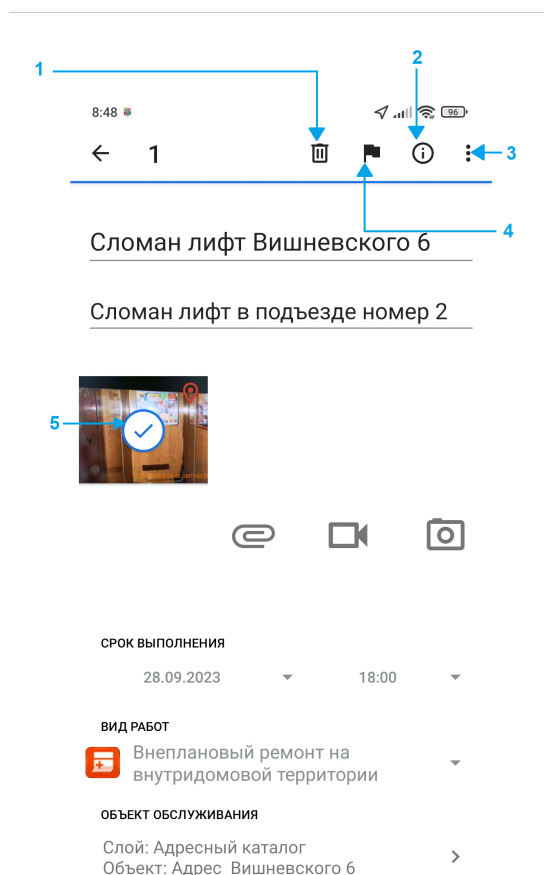 1
2
8:48
96
1
3
4
Сломан лифт Вишневского 6
Сломан лифт в подъезде номер 2
5
СРОК ВЫПОЛНЕНИЯ
28.09.2023
18:00
ВИД РАБОТ
Внеплановый ремонт на
внутридомовой территории
ОБЪЕКТ ОБСЛУЖИВАНИЯ
Слой: Адресный каталог
Объект: Адрес Вишневского 6